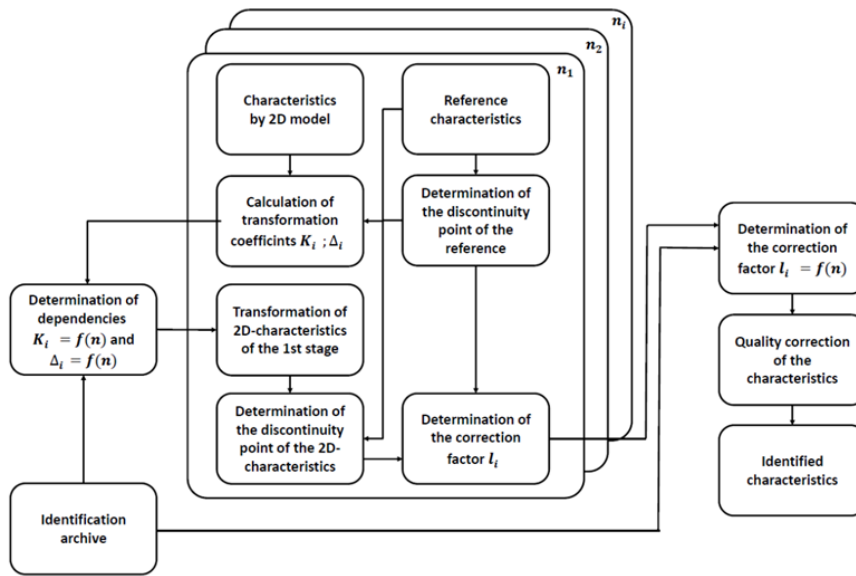 n_i
n_2
n_1
Characteristics
by 2D model
Reference
characteristics
Calculation of
transformation
coefficints K_i ; Δ_i
Determination of
the discontinuity
point of the
reference
Determination of
the correction
factor l_i = f(n)
Determination of
dependencies
K_i = f(n) and
Δ_i = f(n)
Transformation of
2D-characteristics
of the 1st stage
Quality correction
of the
characteristics
Determination of
the discontinuity
point of the 2D-
characteristics
Determination of
the correction
factor l_i
Identified
characteristics
Identification
archive